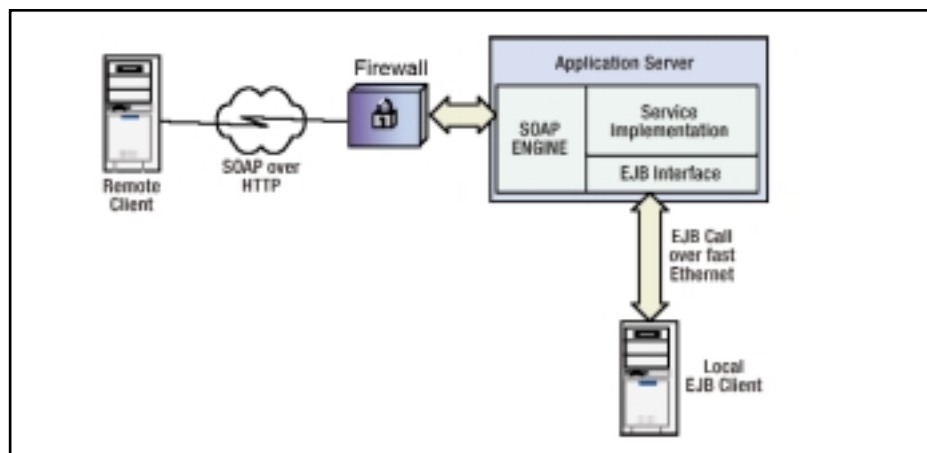 Firewall
Application Server
SOAP
ENGINE
Service
Implementation
EJB Interface
SOAP over
HTTP
Remote
Client
EJB Call
over fast
Ethernet
Local
EJB Client